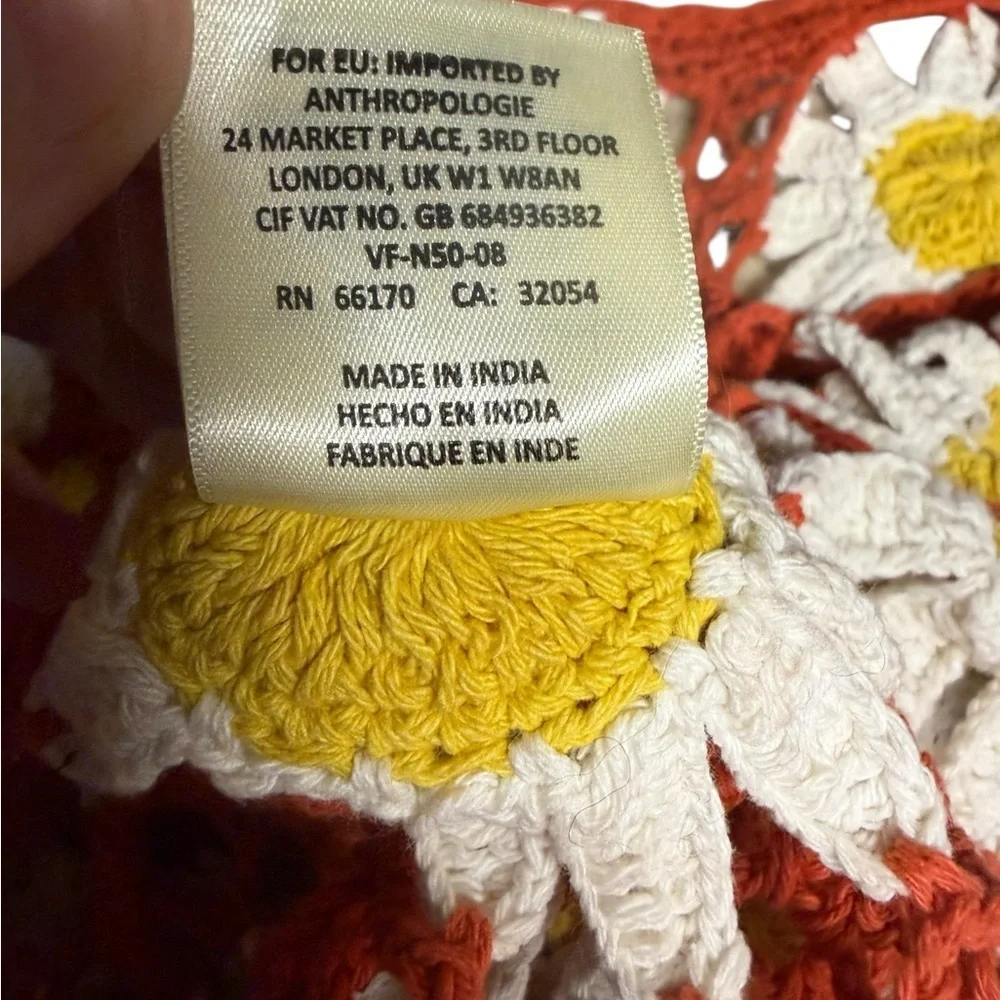 FOR EU: IMPORTED BY
ANTHROPOLOGIE
24 MARKET PLACE, 3RD FLOOR
LONDON, UK W1 W8AN
CIF VAT NO. GB 684936382
VF-N50-08
RN 66170 CA: 32054
MADE IN INDIA
HECHO EN INDIA
FABRIQUE EN INDE